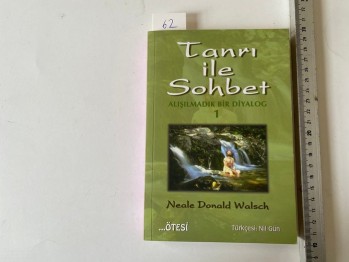 62
Tanrı
ile
Sohbet
ALIŞILMADIK BİR DİYALOG
1
Neale Donald Walsch
...ÖTESİ
Türkçesi: Nil Gün